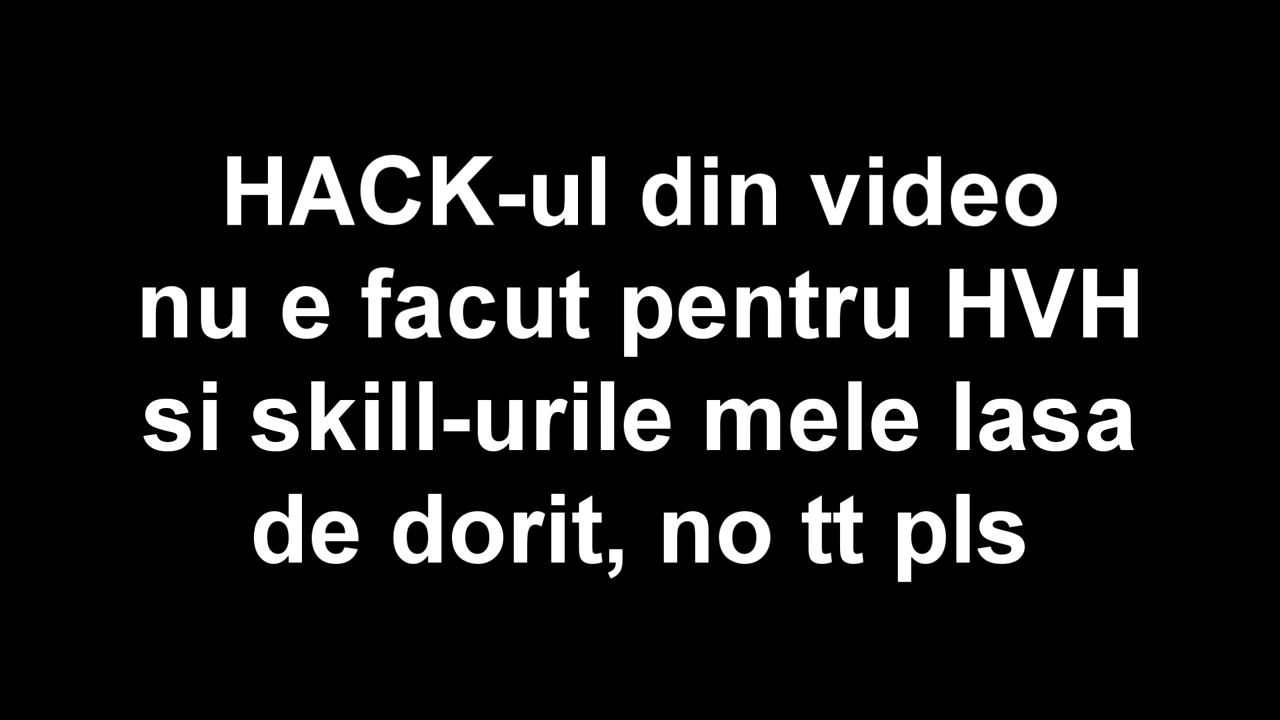 HACK-ul din video
nu e facut pentru HVH
si skill-urile mele lasa
de dorit, no tt pls